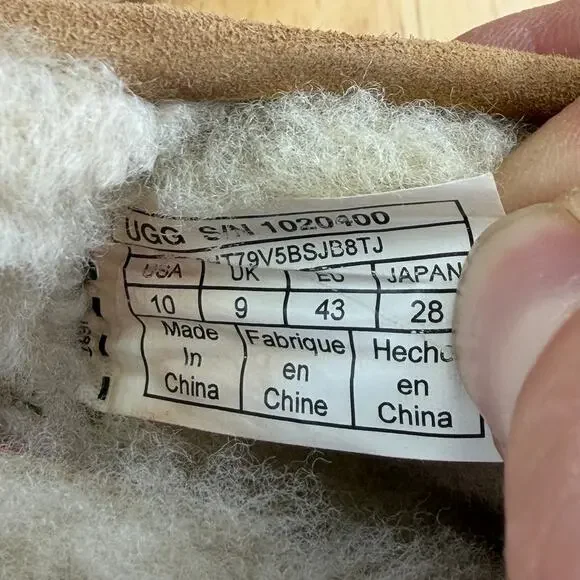 UGG S/N 1020400
T79V5BSJB8TJ
USA UK EU JAPAN
10 9 43 28
Made Fabrique Hecho
In en en
China Chine China